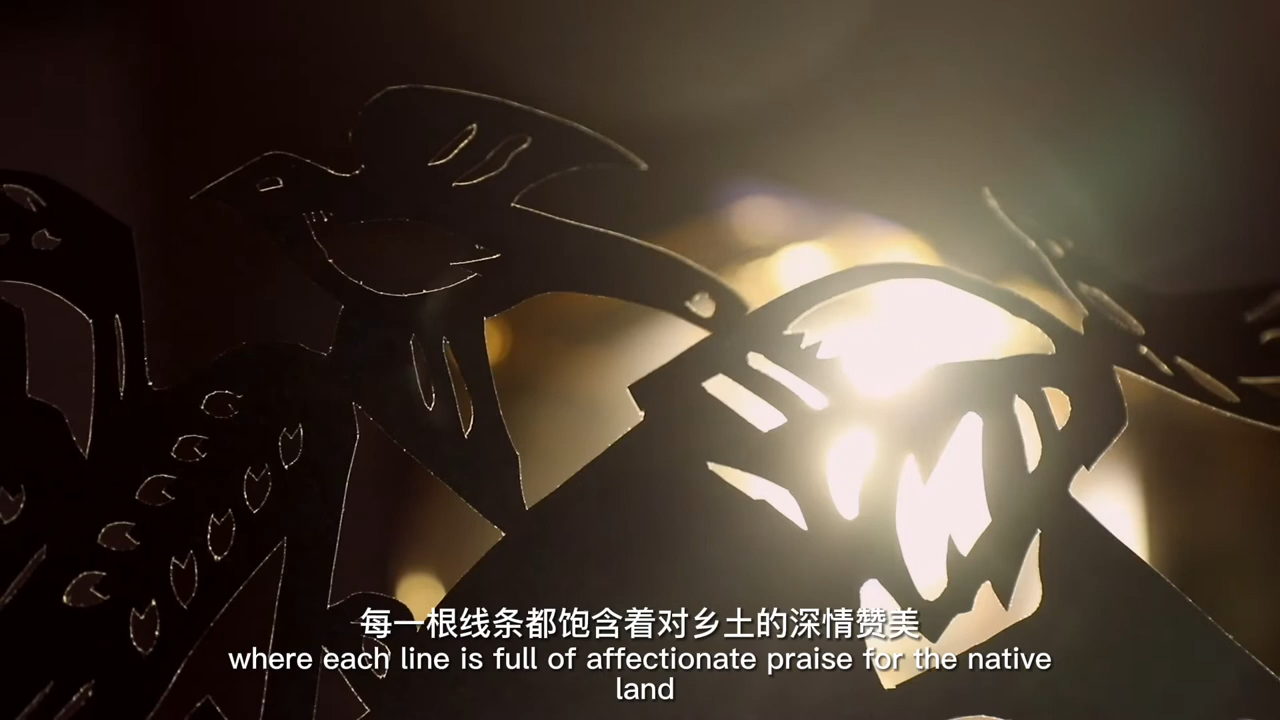 每一根线条都饱含着对乡土的深情赞美
where each line is full of affectionate praise for the native
land